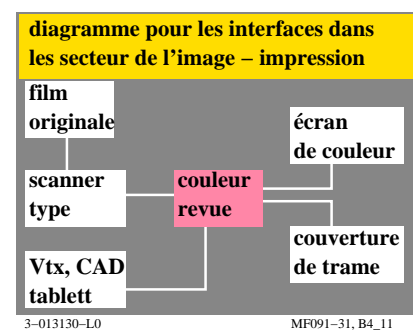 diagramme pour les interfaces dans
les secteur de l'image – impression
film
originale
écran
de couleur
scanner
type
couleur
revue
couverture
de trame
Vtx, CAD
tablett
3–013130–L0
MF091–31, B4_11